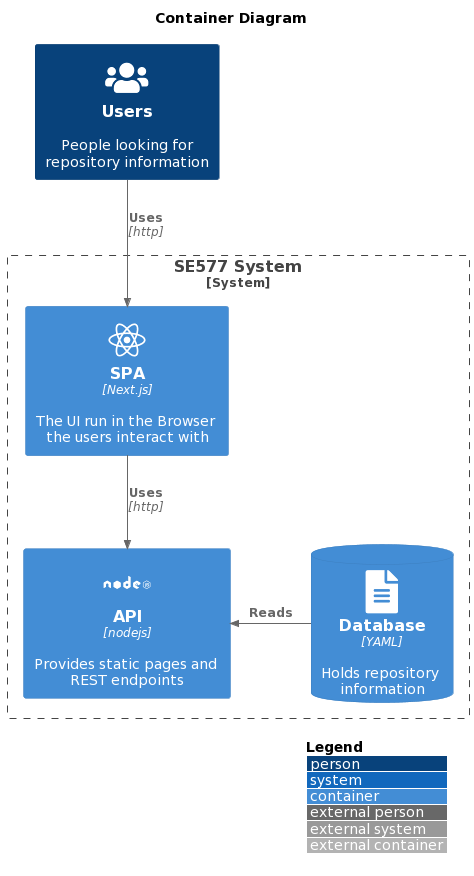 Container Diagram
Users
People looking for
repository information
Uses
[http]
SE577 System
[System]
SPA
[Next.js]
The UI run in the Browser
the users interact with
Uses
[http]
node
API
[nodejs]
Provides static pages and
REST endpoints
Reads
Database
[YAML]
Holds repository
information
Legend
person
system
container
external person
external system
external container